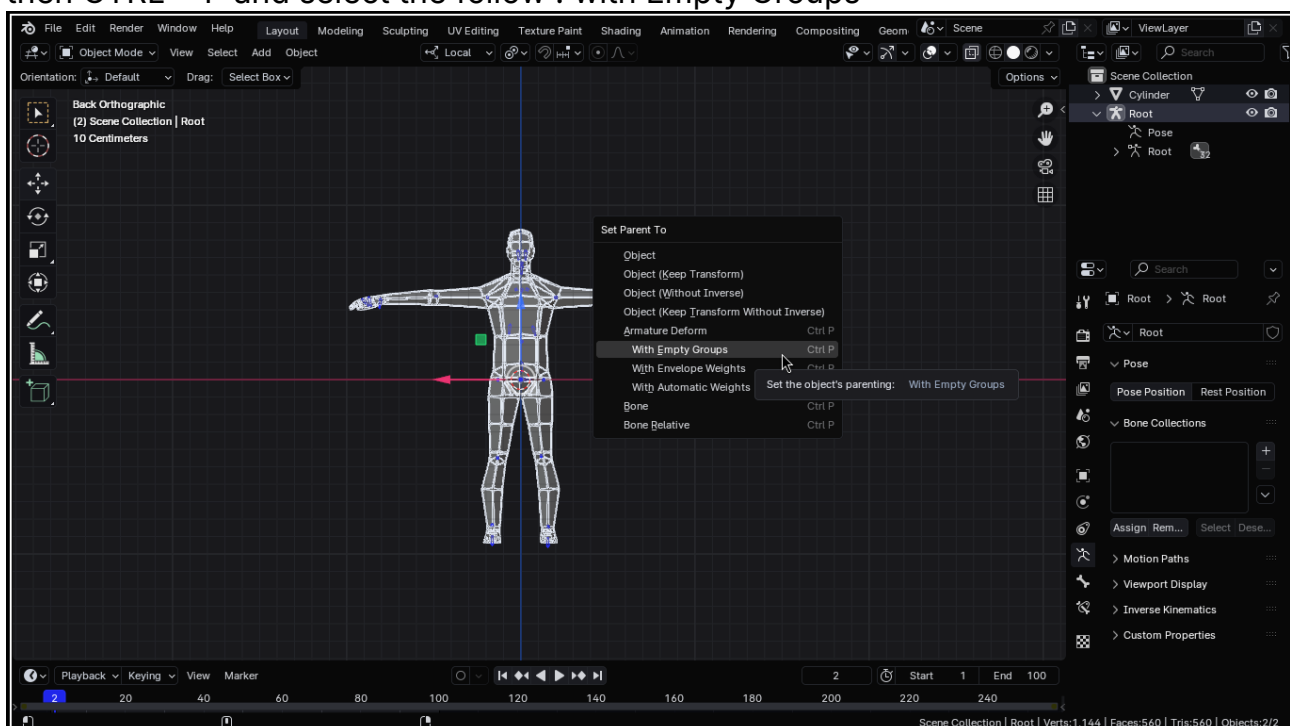 then CTRL + P and select the follow : with Empty Groups
File Edit Render Window Help Layout Modeling Sculpting UV Editing Texture Paint Shading Animation Rendering Compositing Geom Scene ViewLayer
Object Mode View Select Add Object Local Search
Orientation: Default Drag: Select Box Options
Scene Collection
Cylinder
Root
Pose
Root 32
Back Orthographic
(2) Scene Collection | Root
10 Centimeters
Set Parent To
Object
Object (Keep Transform)
Object (Without Inverse)
Object (Keep Transform Without Inverse)
Armature Deform Ctrl P
With Empty Groups Ctrl P
With Envelope Weights Ctrl P
With Automatic Weights
Bone Ctrl P
Bone Relative Ctrl P
Set the object's parenting: With Empty Groups
Search
Root > Root
Root
Pose
Pose Position Rest Position
Bone Collections
Assign Rem... Select Dese...
Motion Paths
Viewport Display
Inverse Kinematics
Custom Properties
Playback Keying View Marker 2 Start 1 End 100
2 20 40 60 80 100 120 140 160 180 200 220 240
Scene Collection | Root | Verts:1,144 | Faces:560 | Tris:560 | Objects:2/2